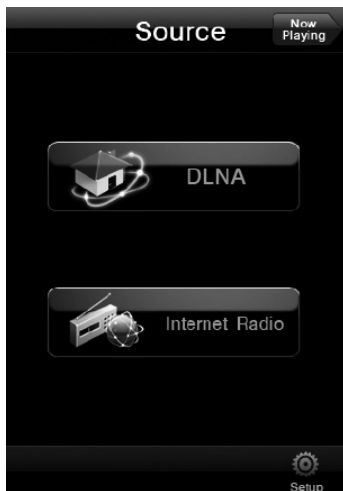 Source
Now
Playing
DLNA
Internet Radio
Setup